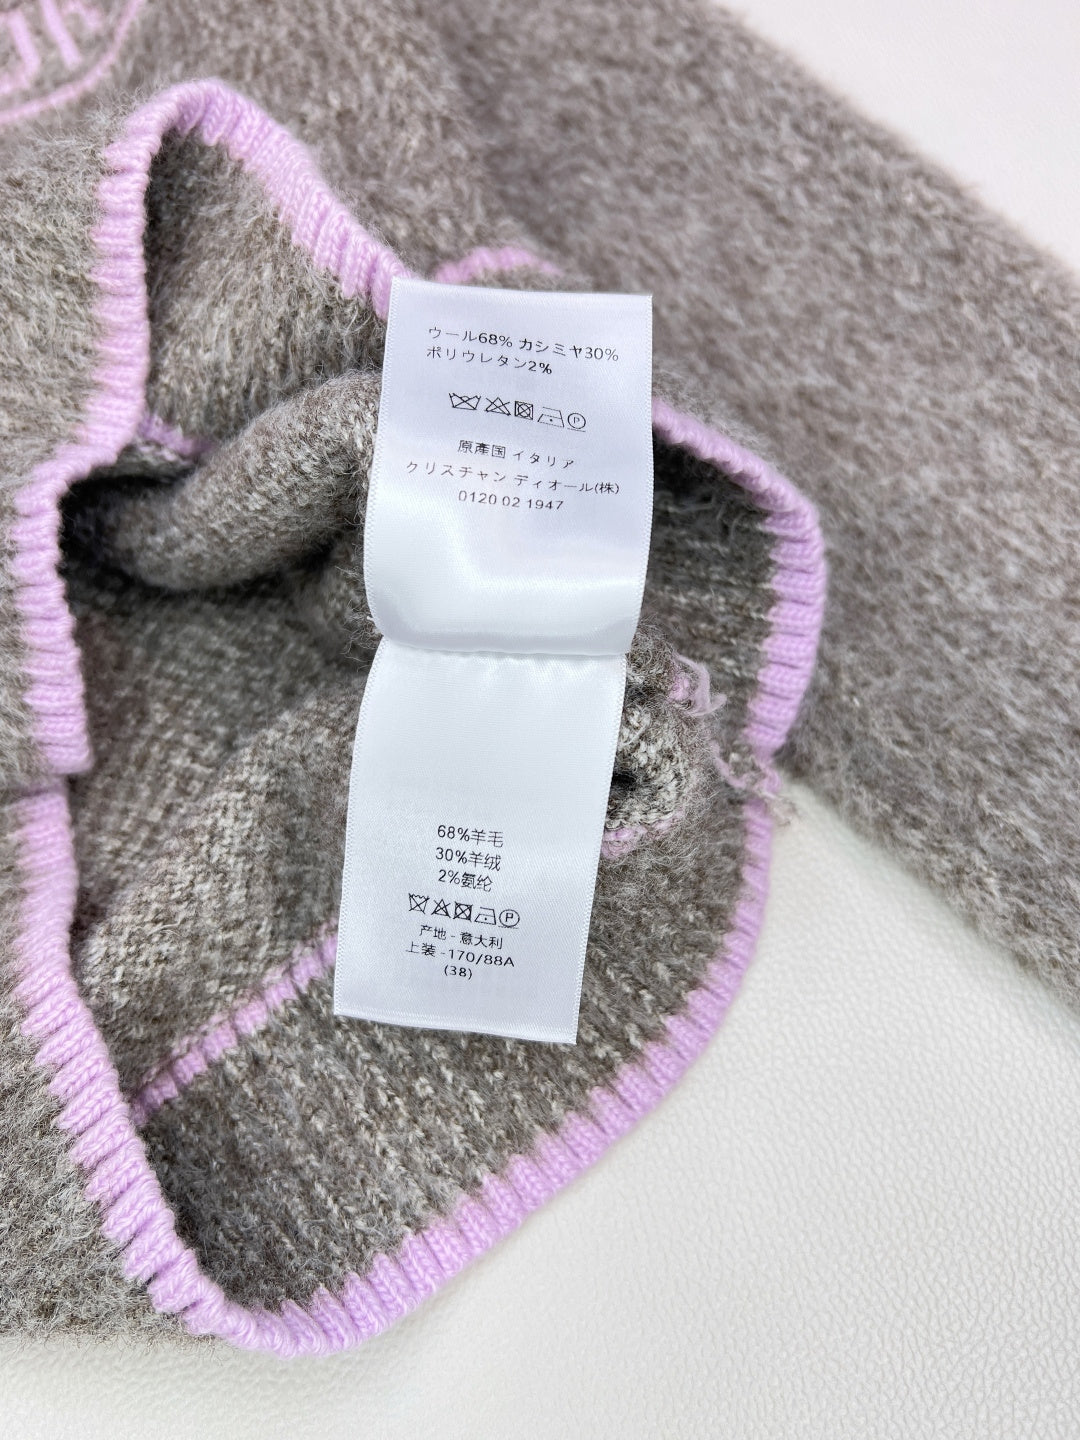 ウール68% カシミヤ30%
ポリウレタン2%
P
原産国 イタリア
クリスチャン ディオール(株)
0120 02 1947
68%羊毛
30%羊绒
2%氨纶
P
产地 - 意大利
上装 -170/88A
(38)